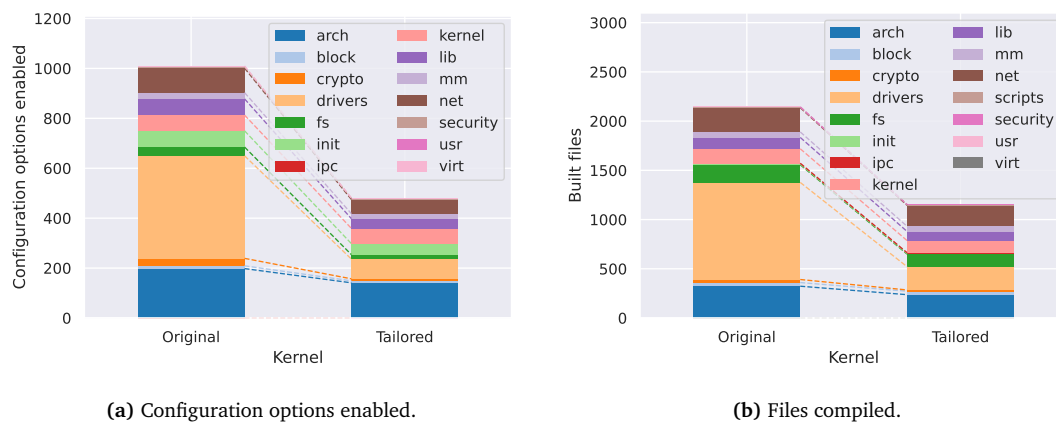 1200
1000
800
600
400
200
0
Configuration options enabled
arch
block
crypto
drivers
fs
init
ipc
kernel
lib
mm
net
security
usr
virt
Original
Tailored
Kernel
(a) Configuration options enabled.
3000
2500
2000
1500
1000
500
0
Built files
arch
block
crypto
drivers
fs
init
ipc
kernel
lib
mm
net
scripts
security
usr
virt
Original
Tailored
Kernel
(b) Files compiled.